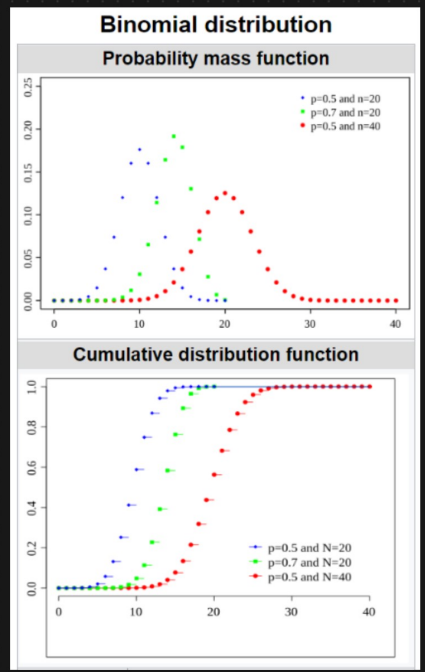 Binomial distribution
Probability mass function
0.25
0.20
0.15
0.10
0.05
0.00
p=0.5 and n=20
p=0.7 and n=20
p=0.5 and n=40
0 10 20 30 40
Cumulative distribution function
1.0
0.8
0.6
0.4
0.2
0.0
p=0.5 and N=20
p=0.7 and N=20
p=0.5 and N=40
0 10 20 30 40